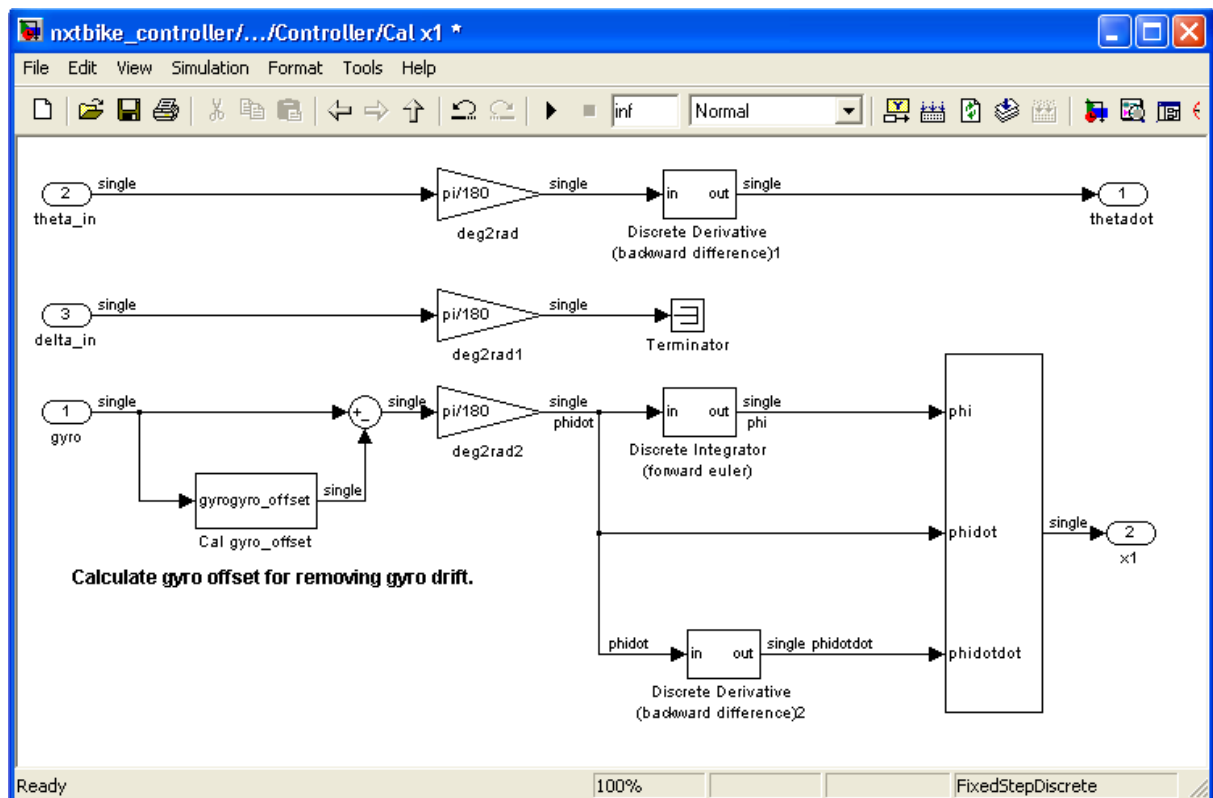 nxtbike_controller/.../Controller/Cal x1 *
File Edit View Simulation Format Tools Help
inf Normal
2
single
theta_in
pi/180
deg2rad
single
in out
Discrete Derivative
(backward difference)1
single
1
thetadot
3
single
delta_in
pi/180
deg2rad1
single
Terminator
1
single
gyro
+
-
single
gyrogyro_offset
single
Cal gyro_offset
pi/180
deg2rad2
single
phidot
in out
Discrete Integrator
(forward euler)
single
phi
phi
phidot
phidotdot
single
2
x1
Calculate gyro offset for removing gyro drift.
phidot
in out
single phidotdot
Discrete Derivative
(backward difference)2
Ready 100% FixedStepDiscrete